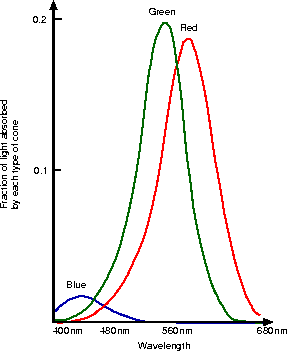 Green
0.2
Red
Fraction of light absorbed
by each type of cone
0.1
Blue
400nm 480nm 560nm 680nm
Wavelength